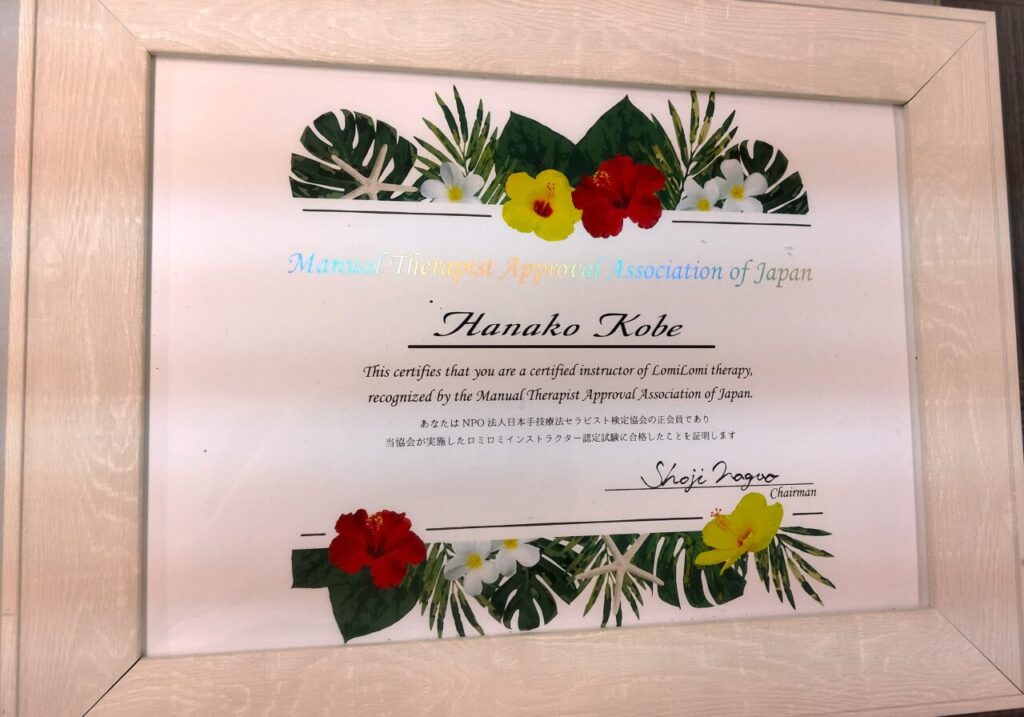 Manual Therapist Approval Association of Japan
Hanako Kobe
This certifies that you are a certified instructor of LomiLomi therapy,
recognized by the Manual Therapist Approval Association of Japan.
あなたは NPO 法人日本手技療法セラピスト検定協会の正会員であり
当協会が実施したロミロミインストラクター認定試験に合格したことを証明します
Shoji Nagao
Chairman